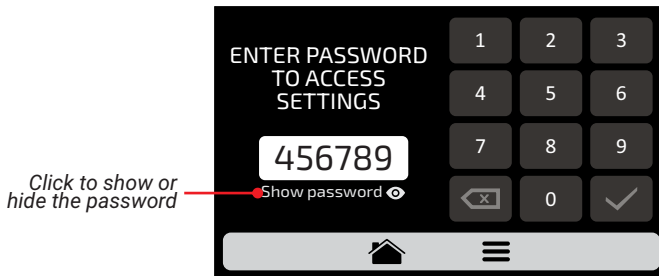 ENTER PASSWORD
TO ACCESS
SETTINGS
456789
Show password
Click to show or
hide the password
1 2 3
4 5 6
7 8 9
0